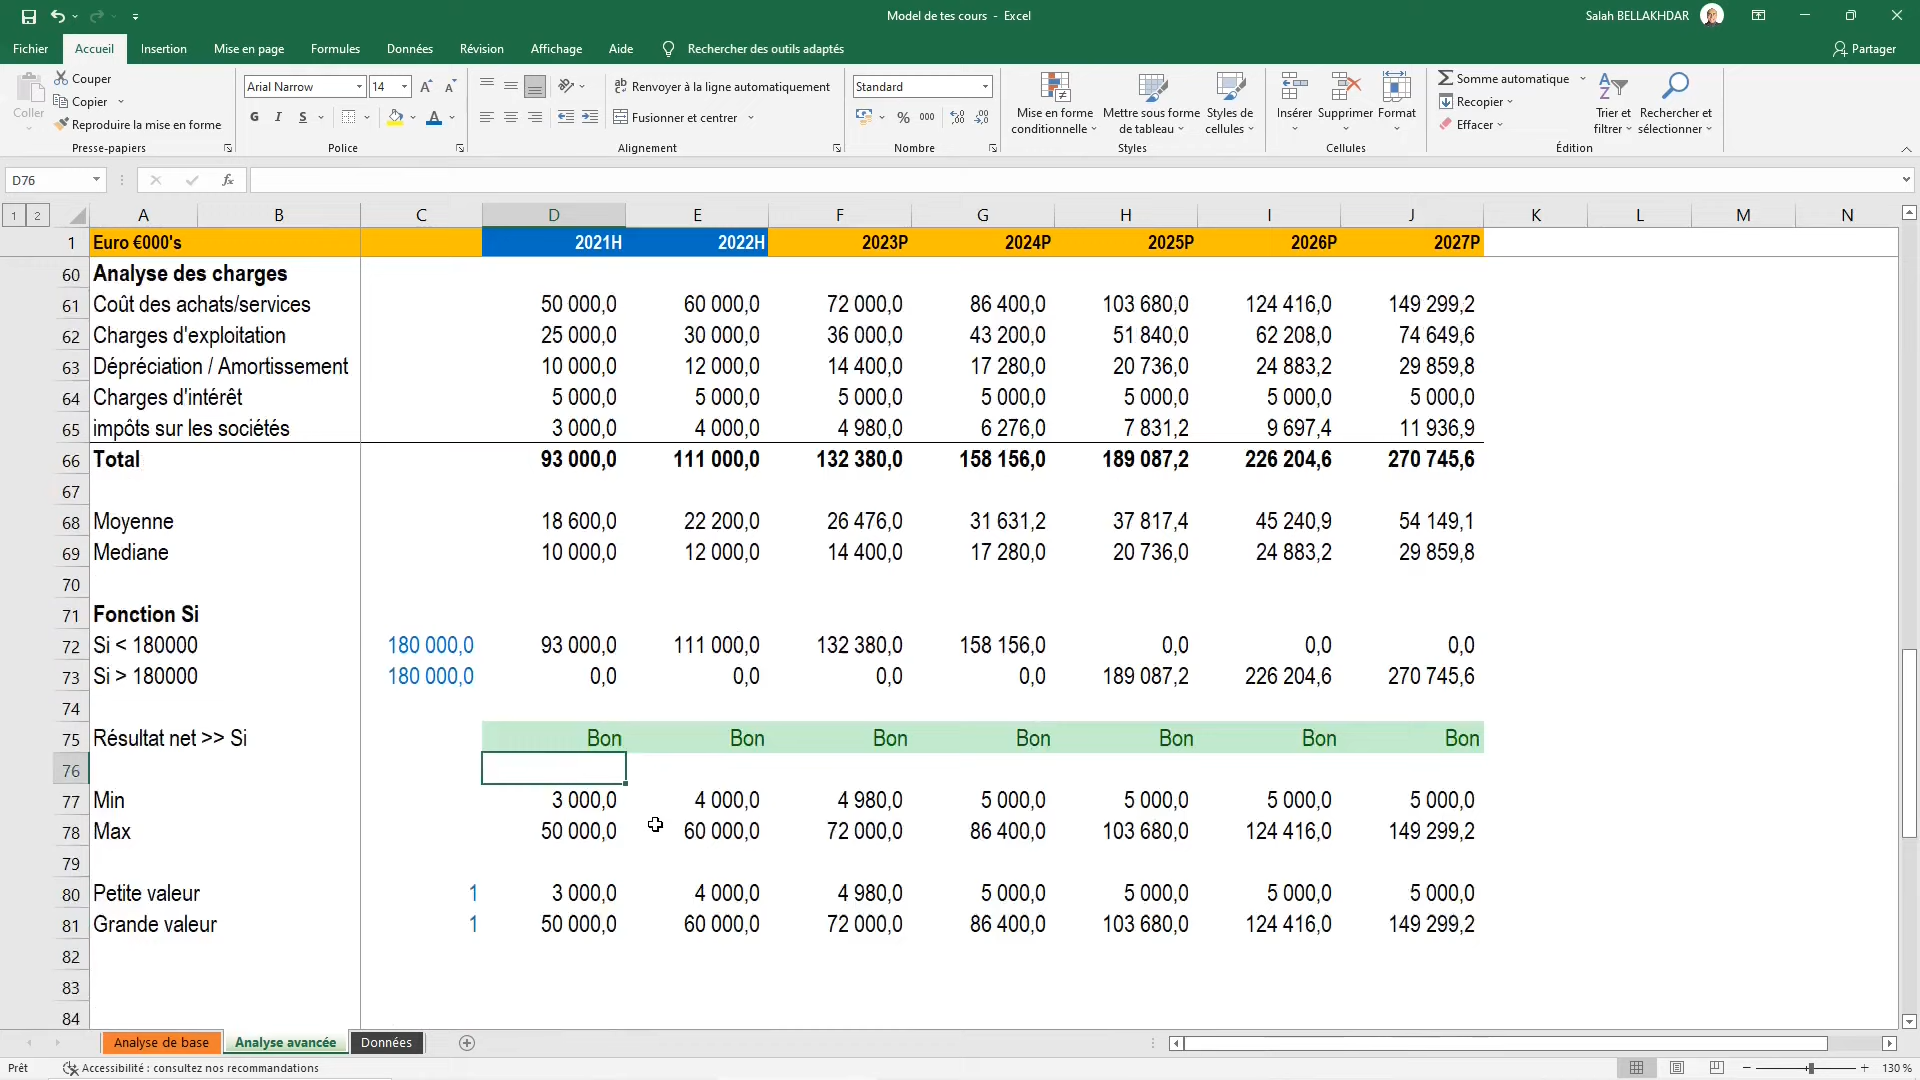 Model de tes cours - Excel
Salah BELLAKHDAR
Fichier Accueil Insertion Mise en page Formules Données Révision Affichage Aide Rechercher des outils adaptés Partager
Coller
Couper
Copier
Reproduire la mise en forme
Presse-papiers
Arial Narrow 14
G I S
Police
Renvoyer à la ligne automatiquement
Fusionner et centrer
Alignement
Standard
% 000
Nombre
Mise en forme conditionnelle
Mettre sous forme de tableau
Styles de cellules
Styles
Insérer
Supprimer
Format
Cellules
Somme automatique
Recopier
Effacer
Trier et filtrer
Rechercher et sélectionner
Édition
D76 fx
1 2 A B C D E F G H I J K L M N
1 Euro €000's 2021H 2022H 2023P 2024P 2025P 2026P 2027P
60 Analyse des charges
61 Coût des achats/services 50 000,0 60 000,0 72 000,0 86 400,0 103 680,0 124 416,0 149 299,2
62 Charges d'exploitation 25 000,0 30 000,0 36 000,0 43 200,0 51 840,0 62 208,0 74 649,6
63 Dépréciation / Amortissement 10 000,0 12 000,0 14 400,0 17 280,0 20 736,0 24 883,2 29 859,8
64 Charges d'intérêt 5 000,0 5 000,0 5 000,0 5 000,0 5 000,0 5 000,0 5 000,0
65 impôts sur les sociétés 3 000,0 4 000,0 4 980,0 6 276,0 7 831,2 9 697,4 11 936,9
66 Total 93 000,0 111 000,0 132 380,0 158 156,0 189 087,2 226 204,6 270 745,6
67
68 Moyenne 18 600,0 22 200,0 26 476,0 31 631,2 37 817,4 45 240,9 54 149,1
69 Mediane 10 000,0 12 000,0 14 400,0 17 280,0 20 736,0 24 883,2 29 859,8
70
71 Fonction Si
72 Si < 180000 180 000,0 93 000,0 111 000,0 132 380,0 158 156,0 0,0 0,0 0,0
73 Si > 180000 180 000,0 0,0 0,0 0,0 0,0 189 087,2 226 204,6 270 745,6
74
75 Résultat net >> Si Bon Bon Bon Bon Bon Bon Bon
76
77 Min 3 000,0 4 000,0 4 980,0 5 000,0 5 000,0 5 000,0 5 000,0
78 Max 50 000,0 60 000,0 72 000,0 86 400,0 103 680,0 124 416,0 149 299,2
79
80 Petite valeur 1 3 000,0 4 000,0 4 980,0 5 000,0 5 000,0 5 000,0 5 000,0
81 Grande valeur 1 50 000,0 60 000,0 72 000,0 86 400,0 103 680,0 124 416,0 149 299,2
82
83
84
Analyse de base Analyse avancée Données
Prêt Accessibilité : consultez nos recommandations 130 %